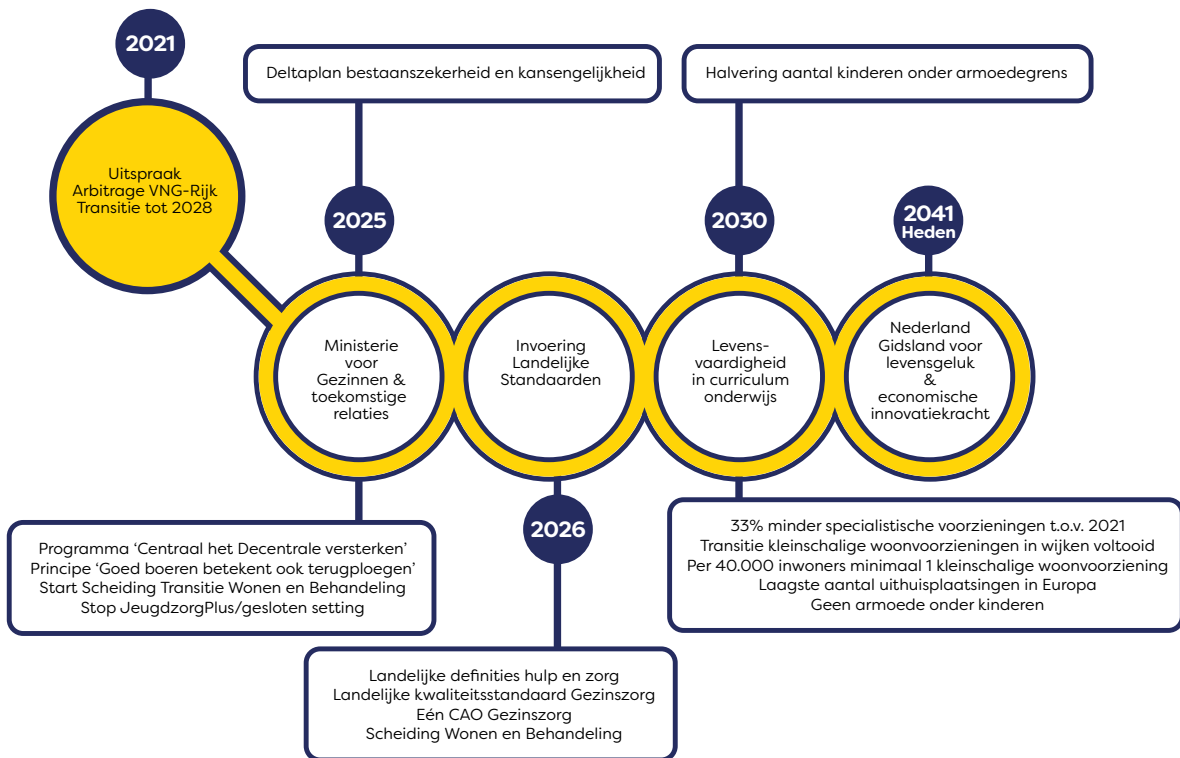 2021
Uitspraak
Arbitrage VNG-Rijk
Transitie tot 2028
Deltaplan bestaanszekerheid en kansengelijkheid
2025
Ministerie
voor
Gezinnen &
toekomstige
relaties
Programma ‘Centraal het Decentrale versterken’
Principe ‘Goed boeren betekent ook terugploegen’
Start Scheiding Transitie Wonen en Behandeling
Stop JeugdzorgPlus/gesloten setting
Invoering
Landelijke
Standaarden
2026
Landelijke definities hulp en zorg
Landelijke kwaliteitsstandaard Gezinszorg
Eén CAO Gezinszorg
Scheiding Wonen en Behandeling
Halvering aantal kinderen onder armoedegrens
2030
Levens-
vaardigheid
in curriculum
onderwijs
33% minder specialistische voorzieningen t.o.v. 2021
Transitie kleinschalige woonvoorzieningen in wijken voltooid
Per 40.000 inwoners minimaal 1 kleinschalige woonvoorziening
Laagste aantal uithuisplaatsingen in Europa
Geen armoede onder kinderen
2041
Heden
Nederland
Gidsland voor
levensgeluk
&
economische
innovatiekracht